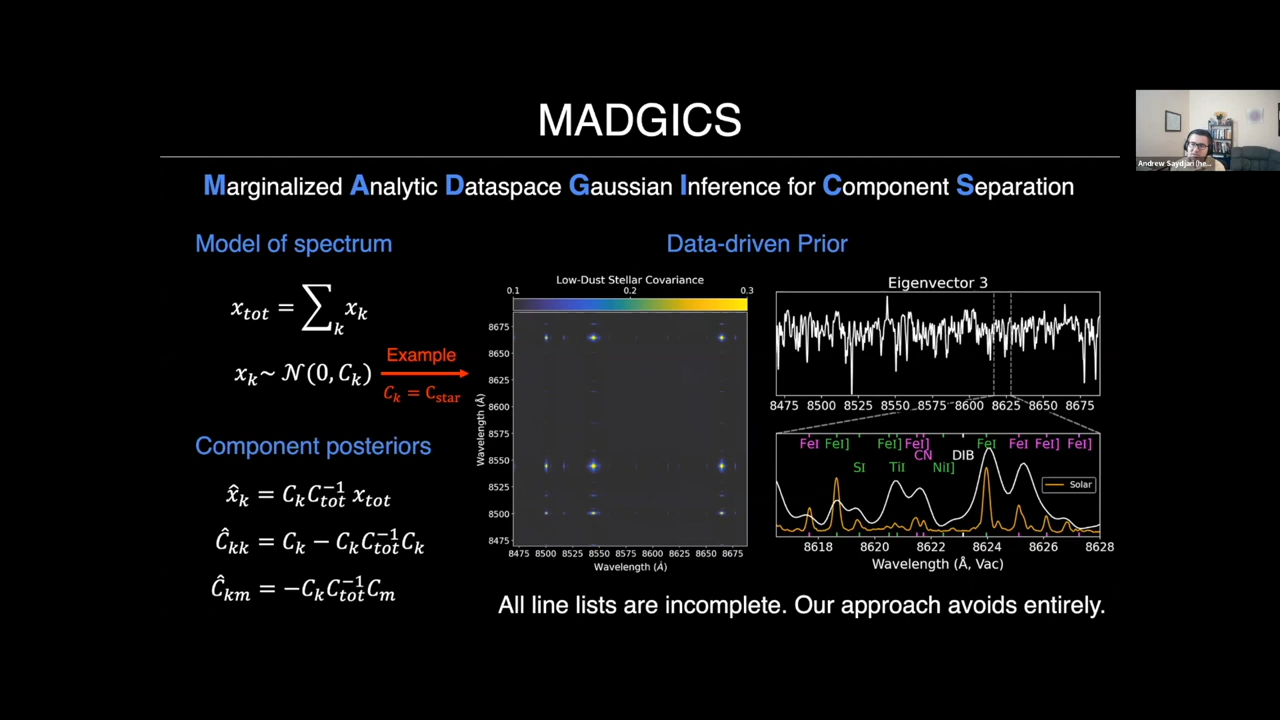 MADGICS
Andrew Saydjari (he...
Marginalized Analytic Dataspace Gaussian Inference for Component Separation
Model of spectrum
x_tot = ∑_k x_k
x_k ~ N(0, C_k)
Example
C_k = C_star
Component posteriors
x̂_k = C_k C_tot^-1 x_tot
Ĉ_kk = C_k − C_k C_tot^-1 C_k
Ĉ_km = −C_k C_tot^-1 C_m
Data-driven Prior
Low-Dust Stellar Covariance
0.1 0.2 0.3
8675
8650
8625
8600
8575
8550
8525
8500
8475
Wavelength (Å)
8475 8500 8525 8550 8575 8600 8625 8650 8675
Wavelength (Å)
Eigenvector 3
8475 8500 8525 8550 8575 8600 8625 8650 8675
FeI FeI] FeI] FeI] FeI FeI FeI] FeI]
CN DIB
SI TiI NiI]
Solar
8618 8620 8622 8624 8626 8628
Wavelength (Å, Vac)
All line lists are incomplete. Our approach avoids entirely.